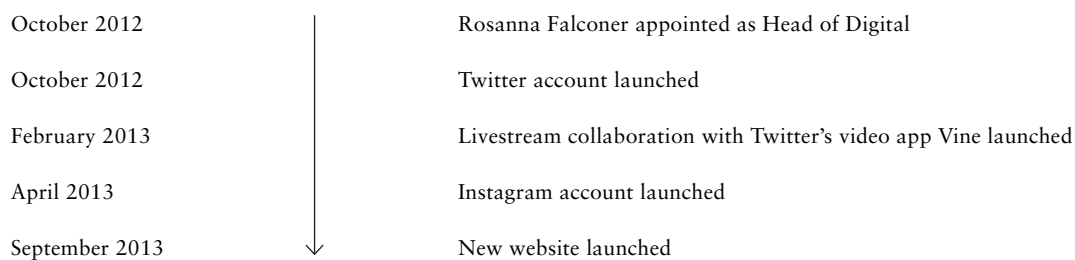 October 2012 Rosanna Falconer appointed as Head of Digital
October 2012 Twitter account launched
February 2013 Livestream collaboration with Twitter’s video app Vine launched
April 2013 Instagram account launched
September 2013 New website launched